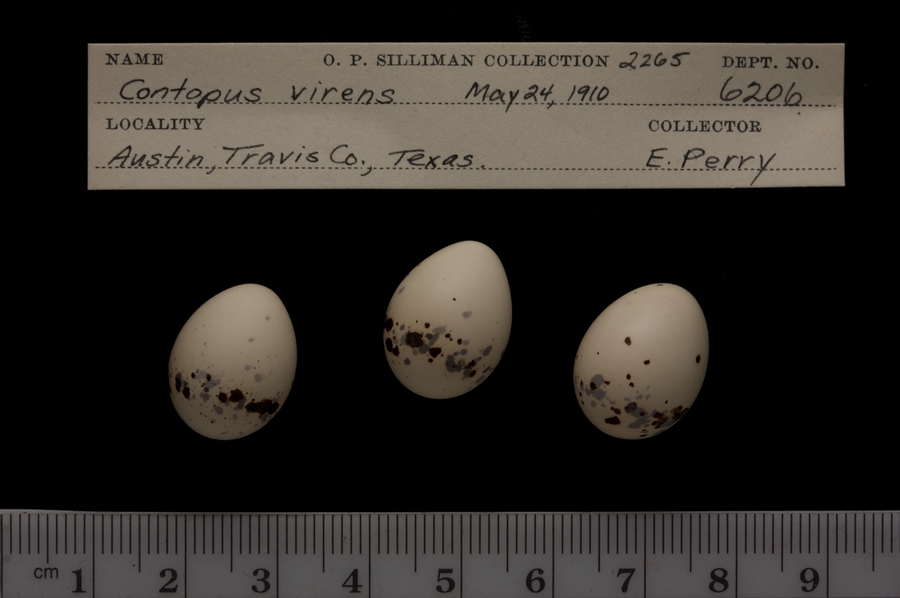 NAME O. P. SILLIMAN COLLECTION 2265 DEPT. NO.
Contopus virens May 24, 1910 6206
LOCALITY COLLECTOR
Austin, Travis Co., Texas. E. Perry
cm 1 2 3 4 5 6 7 8 9